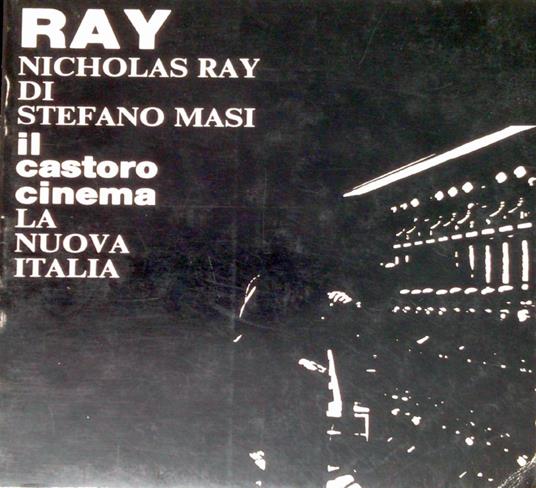 RAY
NICHOLAS RAY
DI
STEFANO MASI
il
castoro
cinema
LA
NUOVA
ITALIA